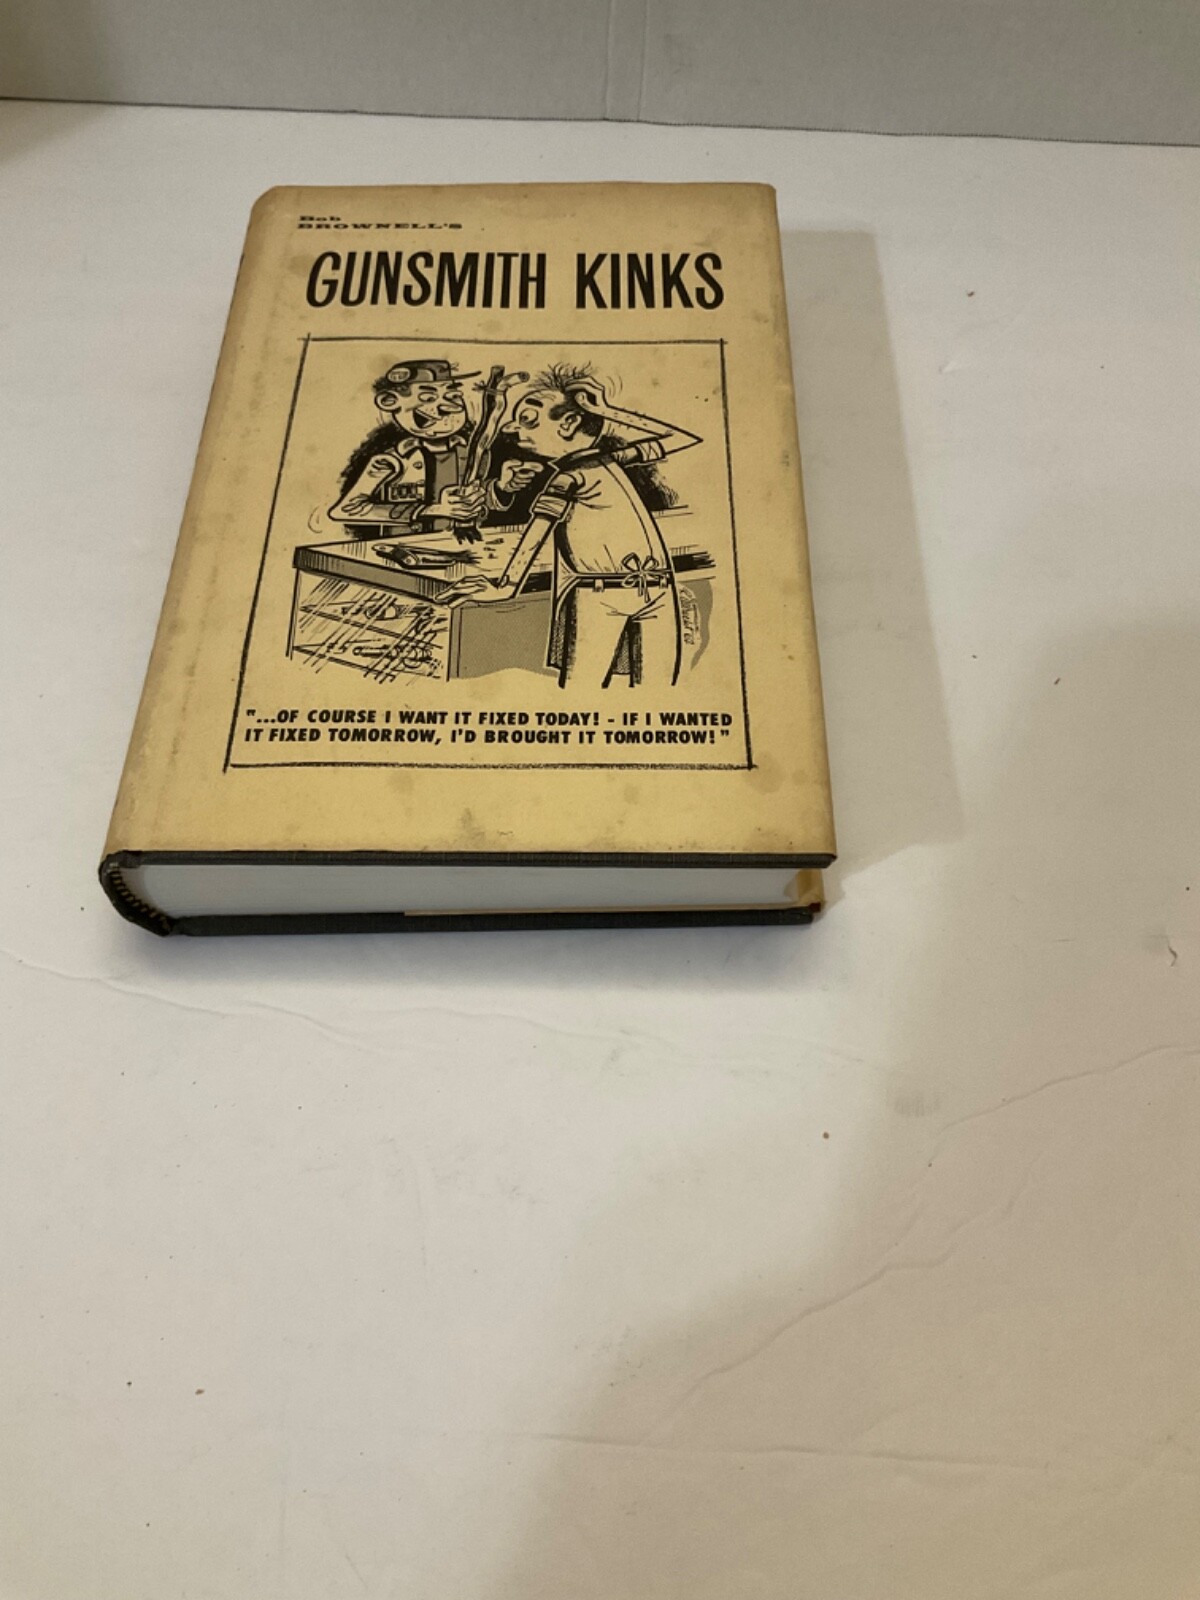 Bob
BROWNELL'S
GUNSMITH KINKS
"...OF COURSE I WANT IT FIXED TODAY! - IF I WANTED
IT FIXED TOMORROW, I'D BROUGHT IT TOMORROW!"